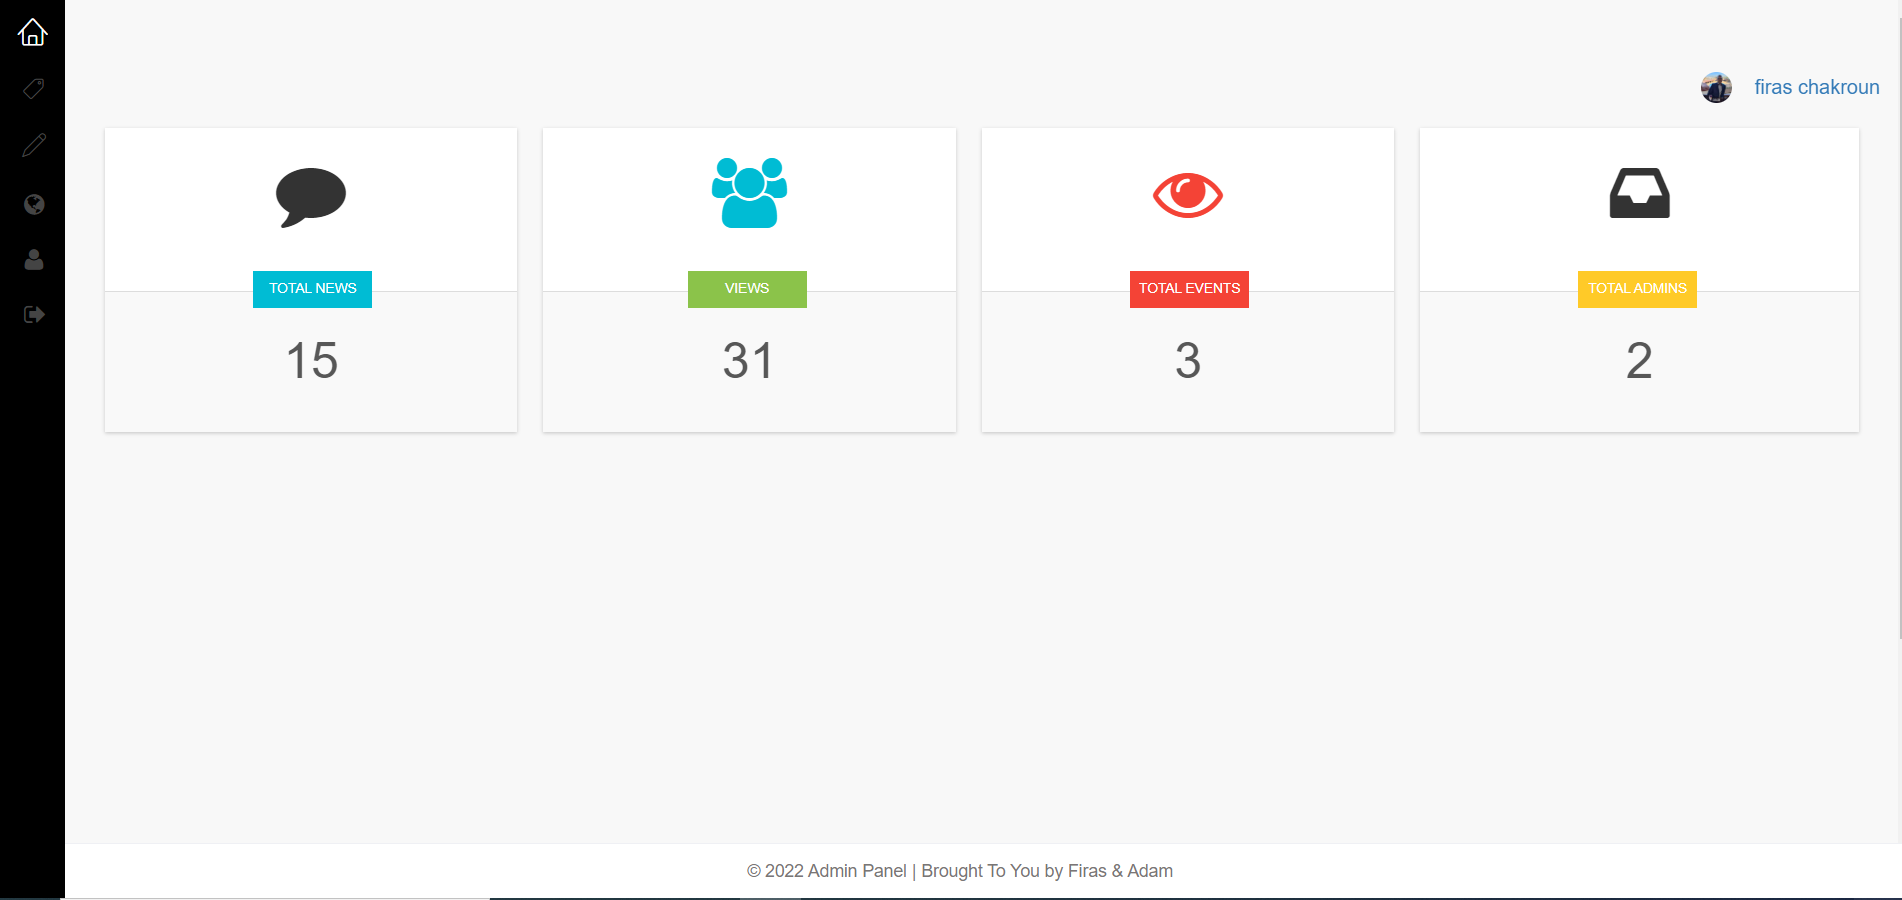 firas chakroun
TOTAL NEWS
15
VIEWS
31
TOTAL EVENTS
3
TOTAL ADMINS
2
© 2022 Admin Panel | Brought To You by Firas & Adam